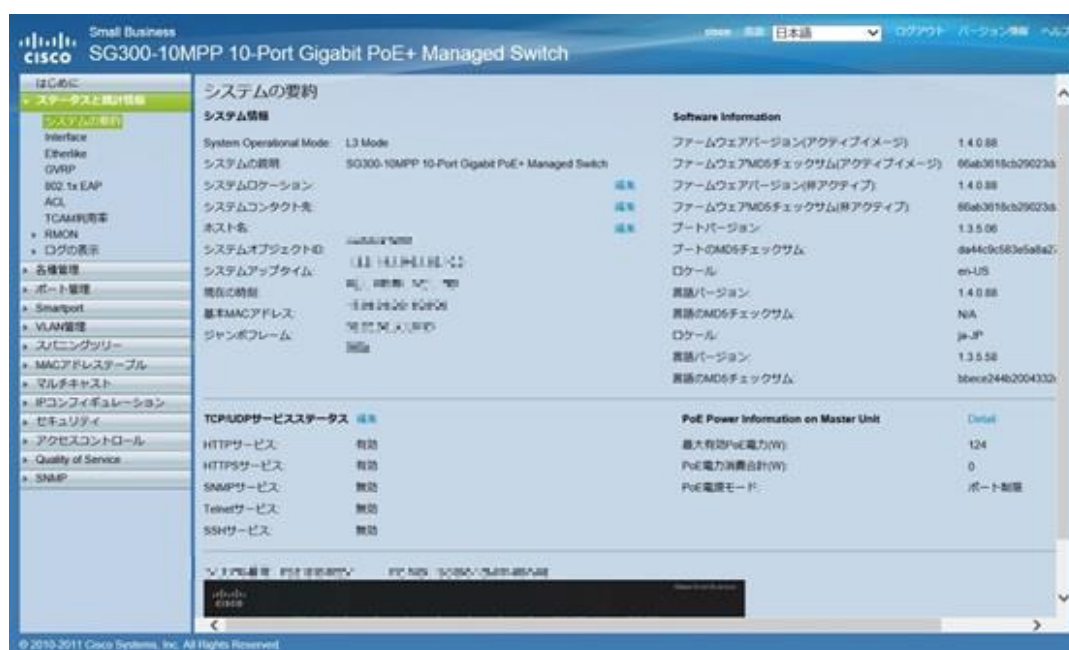 Small Business
CISCO SG300-10MPP 10-Port Gigabit PoE+ Managed Switch
cisco 言語 日本語 ログアウト バージョン情報
はじめに
ステータスと統計情報
システムの要約
Interface
Etherlike
GVRP
802.1x EAP
ACL
TCAM利用率
RMON
ログの表示
各種管理
ポート管理
Smartport
VLAN管理
スパニングツリー
MACアドレステーブル
マルチキャスト
IPコンフィギュレーション
セキュリティ
アクセスコントロール
Quality of Service
SNMP
システムの要約
システム情報
System Operational Mode: L3 Mode
システムの説明: SG300-10MPP 10-Port Gigabit PoE+ Managed Switch
システムロケーション: 編集
システムコンタクト先: 編集
ホスト名: 編集
システムオブジェクトID:
システムアップタイム:
現在の時刻:
基本MACアドレス:
ジャンボフレーム:
Software Information
ファームウェアバージョン(アクティブイメージ): 1.4.0.88
ファームウェアMD5チェックサム(アクティブイメージ): 66ab3618cb29023d
ファームウェアバージョン(非アクティブ): 1.4.0.88
ファームウェアMD5チェックサム(非アクティブ): 66ab3618cb29023d
ブートバージョン: 1.3.5.06
ブートのMD5チェックサム: da44c9c583e5a8a2
ロケール: en-US
言語バージョン: 1.4.0.88
言語のMD5チェックサム: N/A
ロケール: ja-JP
言語バージョン: 1.3.5.58
言語のMD5チェックサム: bbece244b2004332
TCP/UDPサービスステータス 編集
HTTPサービス: 有効
HTTPSサービス: 有効
SNMPサービス: 無効
Telnetサービス: 無効
SSHサービス: 無効
PoE Power Information on Master Unit Detail
最大有効PoE電力(W): 124
PoE電力消費合計(W): 0
PoE電源モード: ポート制限
cisco
© 2010-2011 Cisco Systems, Inc. All Rights Reserved.